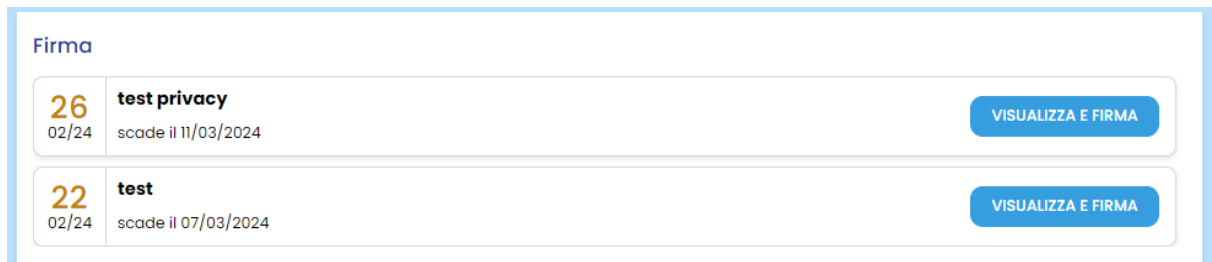 Firma
26
02/24
test privacy
scade il 11/03/2024
VISUALIZZA E FIRMA
22
02/24
test
scade il 07/03/2024
VISUALIZZA E FIRMA